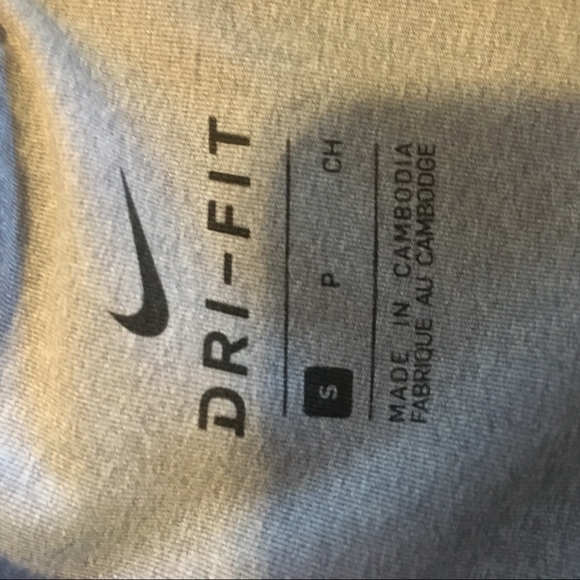 DRI-FIT
S P CH
MADE IN CAMBODIA
FABRIQUE AU CAMBODGE